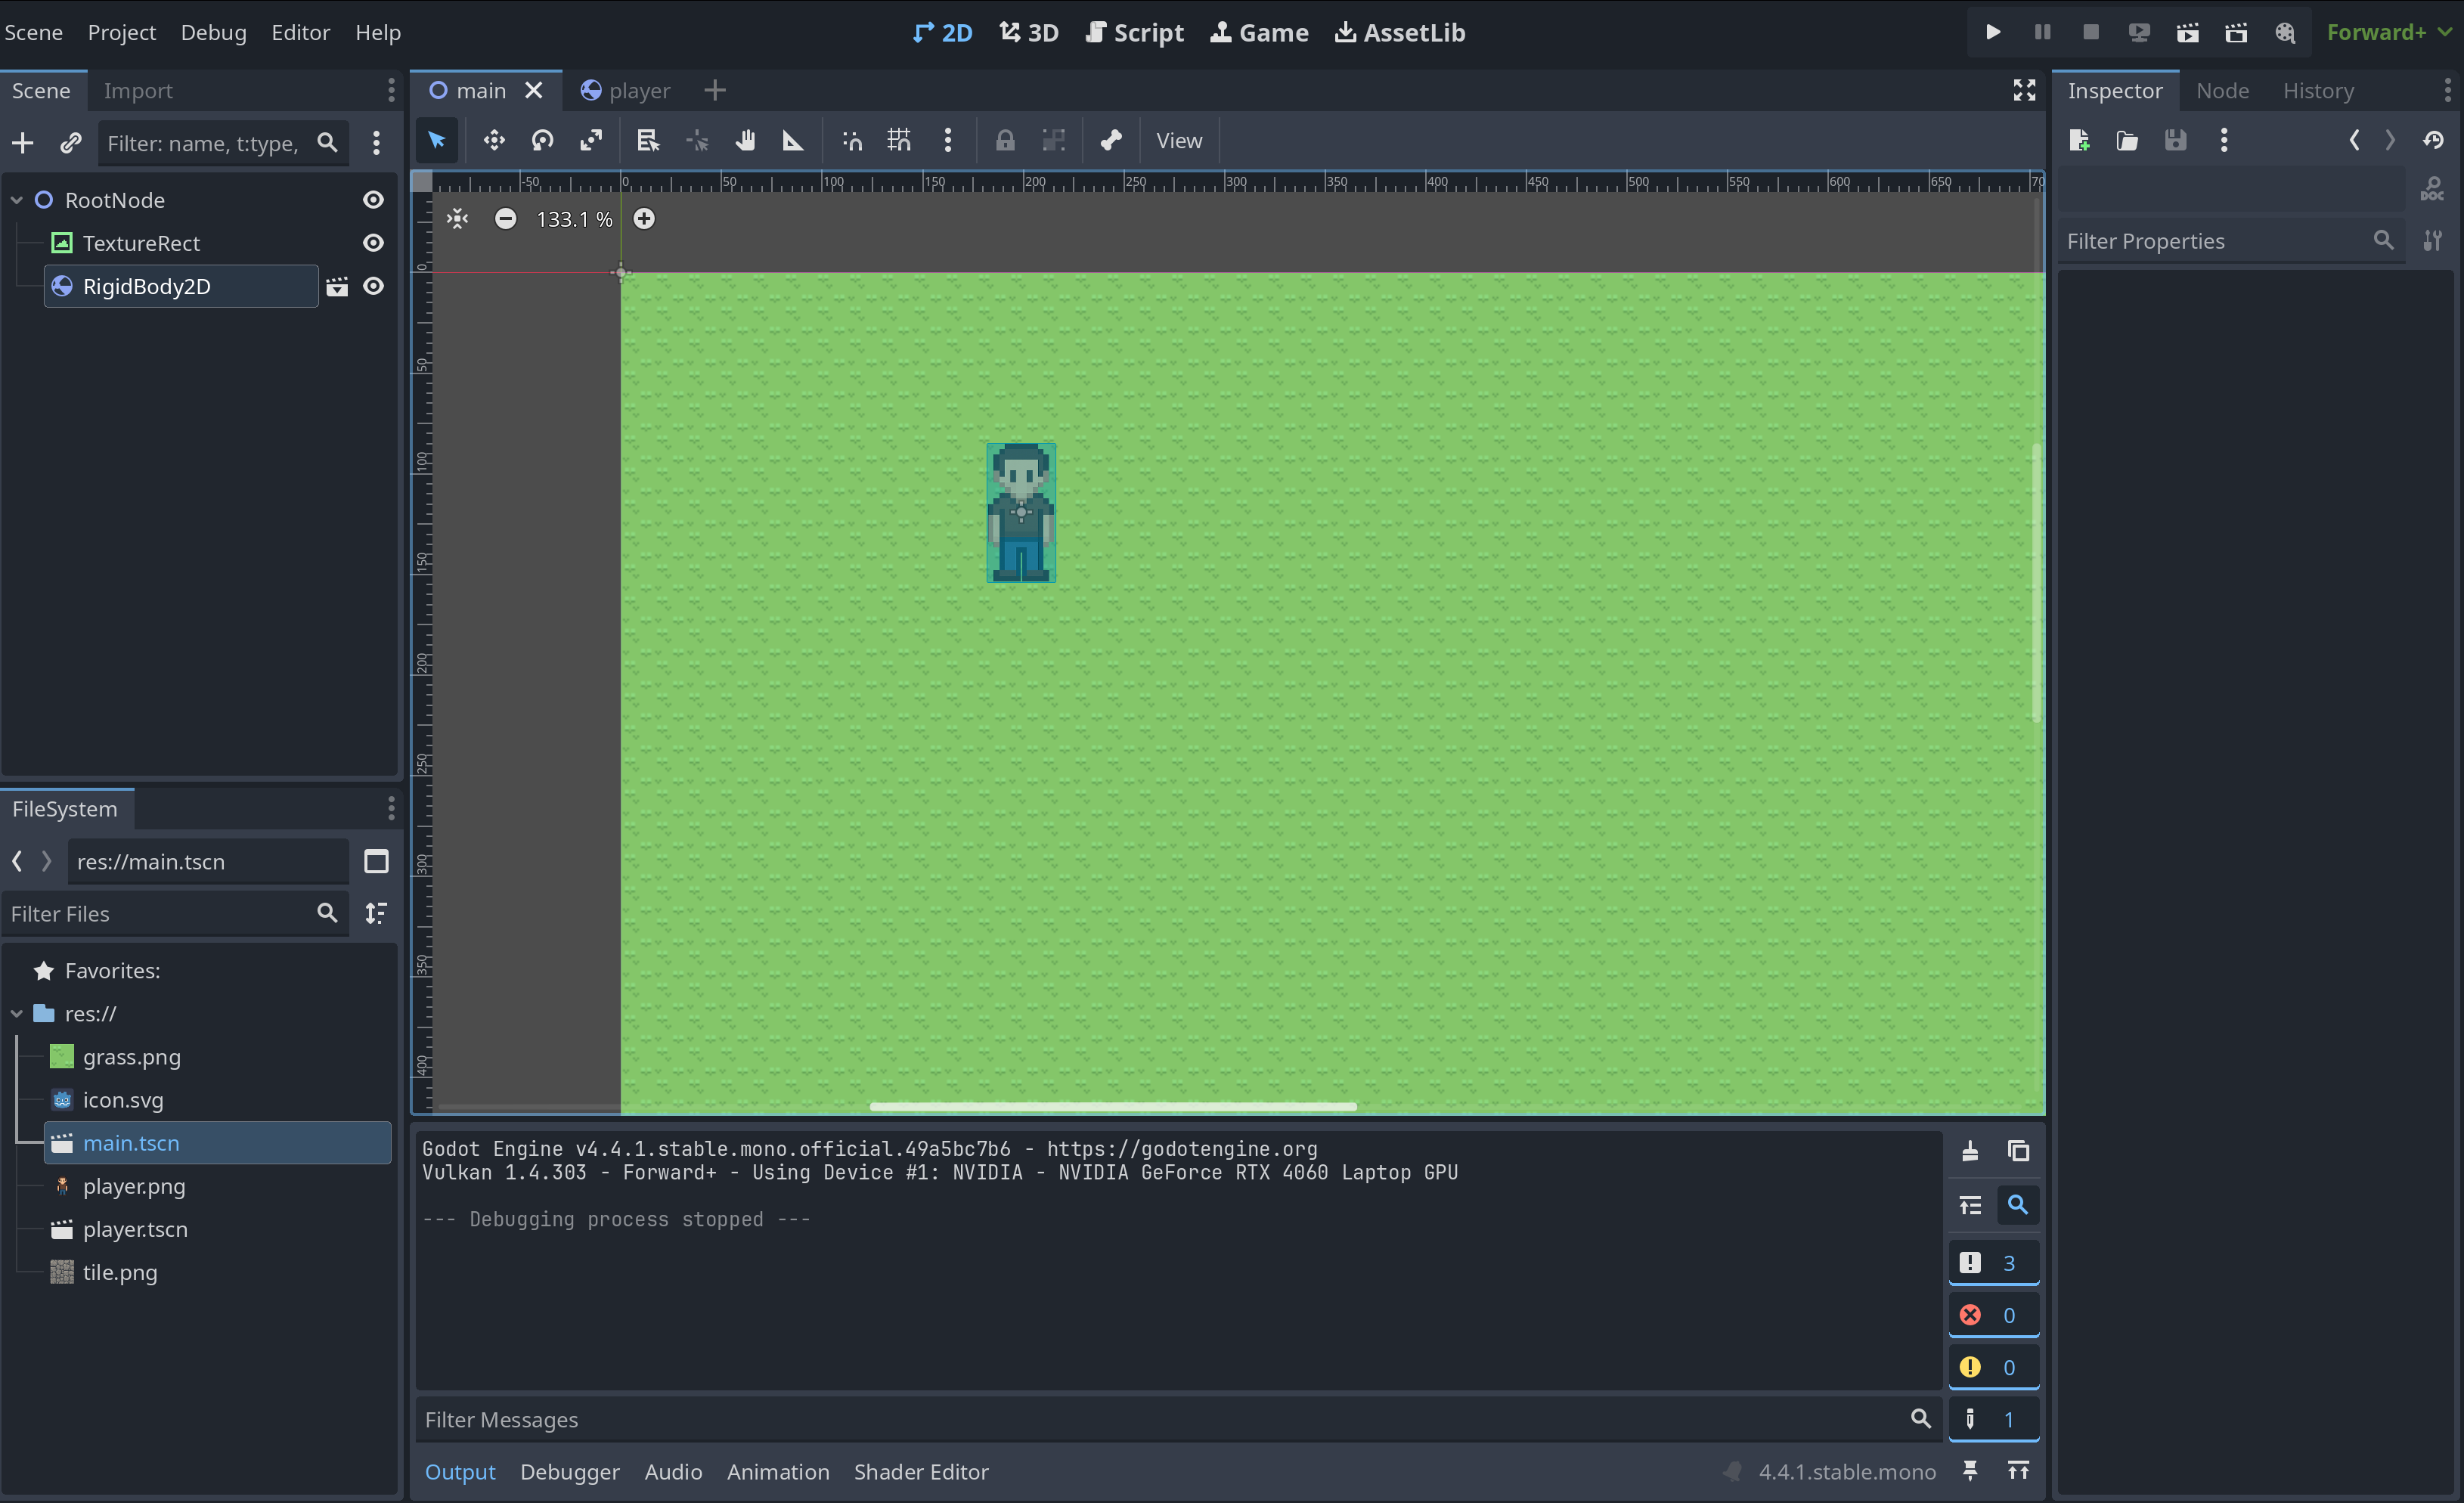 Scene Project Debug Editor Help
2D 3D Script Game AssetLib
Forward+
Scene Import
Filter: name, t:type,
RootNode
TextureRect
RigidBody2D
FileSystem
res://main.tscn
Filter Files
Favorites:
res://
grass.png
icon.svg
main.tscn
player.png
player.tscn
tile.png
main player
View
-50 0 50 100 150 200 250 300 350 400 450 500 550 600 650 70
133.1 %
0
50
100
150
200
250
300
350
400
Godot Engine v4.4.1.stable.mono.official.49a5bc7b6 - https://godotengine.org
Vulkan 1.4.303 - Forward+ - Using Device #1: NVIDIA - NVIDIA GeForce RTX 4060 Laptop GPU
--- Debugging process stopped ---
3
0
0
1
Filter Messages
Output Debugger Audio Animation Shader Editor
4.4.1.stable.mono
Inspector Node History
DOC
Filter Properties